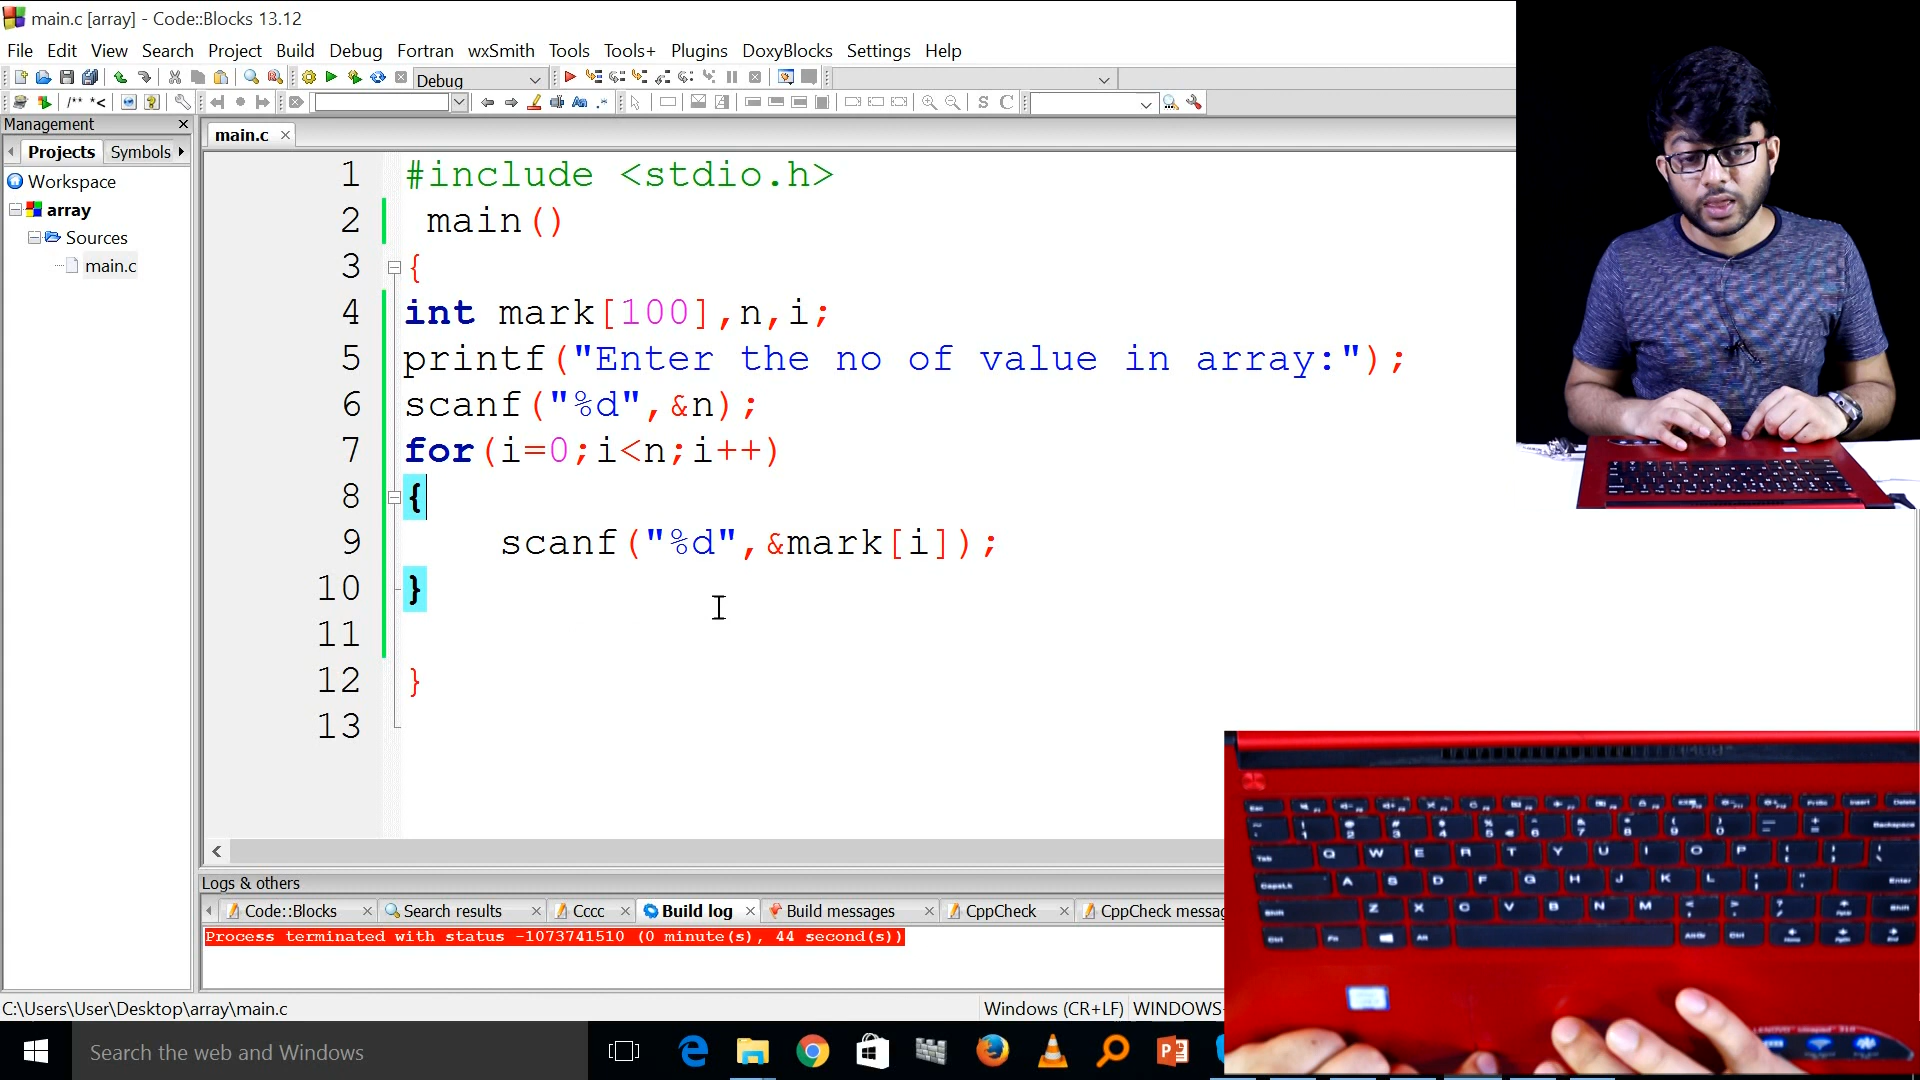 main.c [array] - Code::Blocks 13.12
File Edit View Search Project Build Debug Fortran wxSmith Tools Tools+ Plugins DoxyBlocks Settings Help
Debug
/** *<
S C
Management
main.c
Projects Symbols
Workspace
array
Sources
main.c
1 #include <stdio.h>
2 main()
3 {
4 int mark[100],n,i;
5 printf("Enter the no of value in array:");
6 scanf("%d",&n);
7 for(i=0;i<n;i++)
8 {
9 scanf("%d",&mark[i]);
10 }
11
12 }
13
Logs & others
Code::Blocks Search results Cccc Build log Build messages CppCheck CppCheck messag
Process terminated with status -1073741510 (0 minute(s), 44 second(s))
C:\Users\User\Desktop\array\main.c Windows (CR+LF) WINDOWS-
Search the web and Windows
Q W E R T Y U I O P
A S D F G H J K L
Z X C V B N M